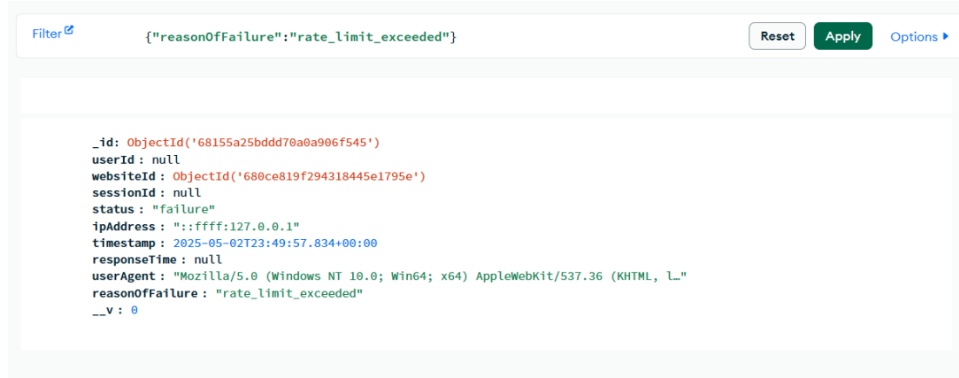 Filter
{"reasonOfFailure":"rate_limit_exceeded"}
Reset
Apply
Options
_id: ObjectId('68155a25bddd70a0a906f545')
userId : null
websiteId : ObjectId('680ce819f294318445e1795e')
sessionId : null
status : "failure"
ipAddress : "::ffff:127.0.0.1"
timestamp : 2025-05-02T23:49:57.834+00:00
responseTime : null
userAgent : "Mozilla/5.0 (Windows NT 10.0; Win64; x64) AppleWebKit/537.36 (KHTML, l…"
reasonOfFailure : "rate_limit_exceeded"
__v : 0